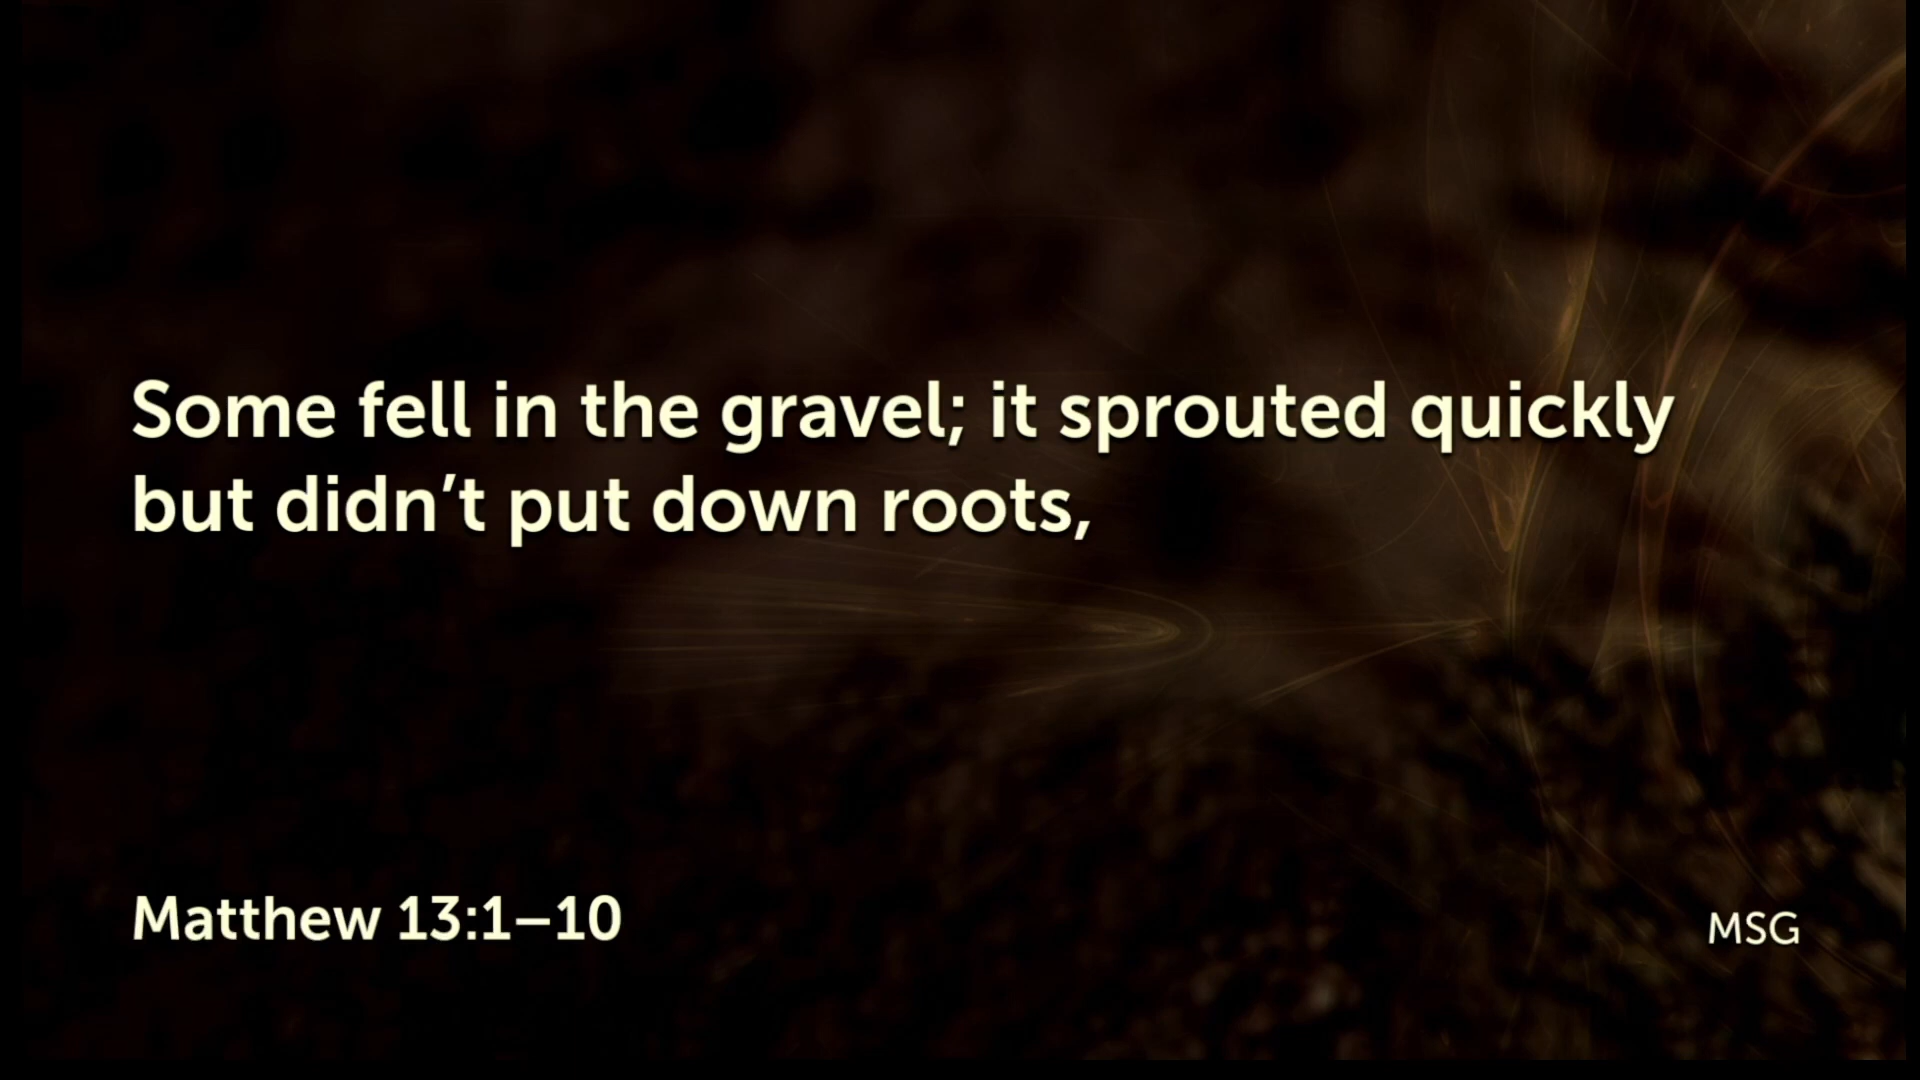 Some fell in the gravel; it sprouted quickly
but didn’t put down roots,
Matthew 13:1–10
MSG